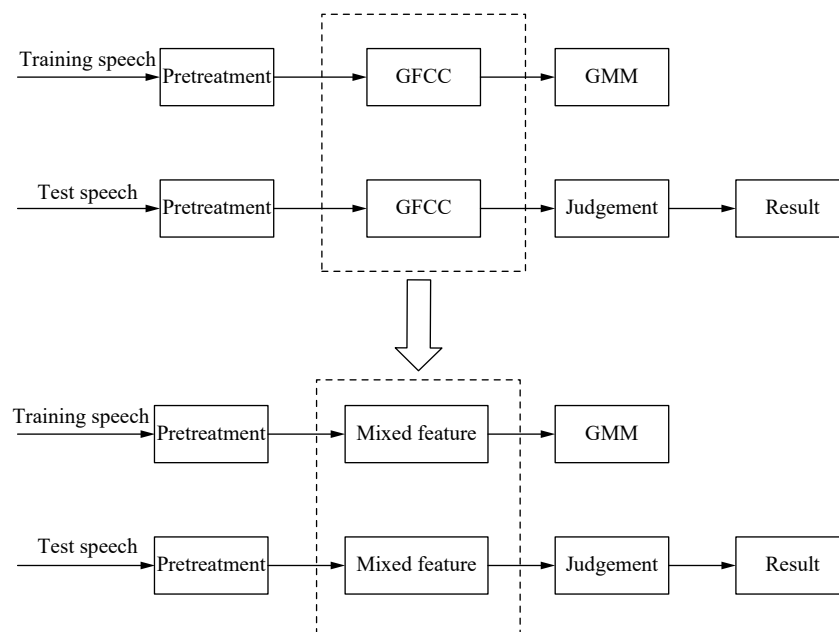 Training speech
Pretreatment
GFCC
GMM
Test speech
Pretreatment
GFCC
Judgement
Result
Training speech
Pretreatment
Mixed feature
GMM
Test speech
Pretreatment
Mixed feature
Judgement
Result